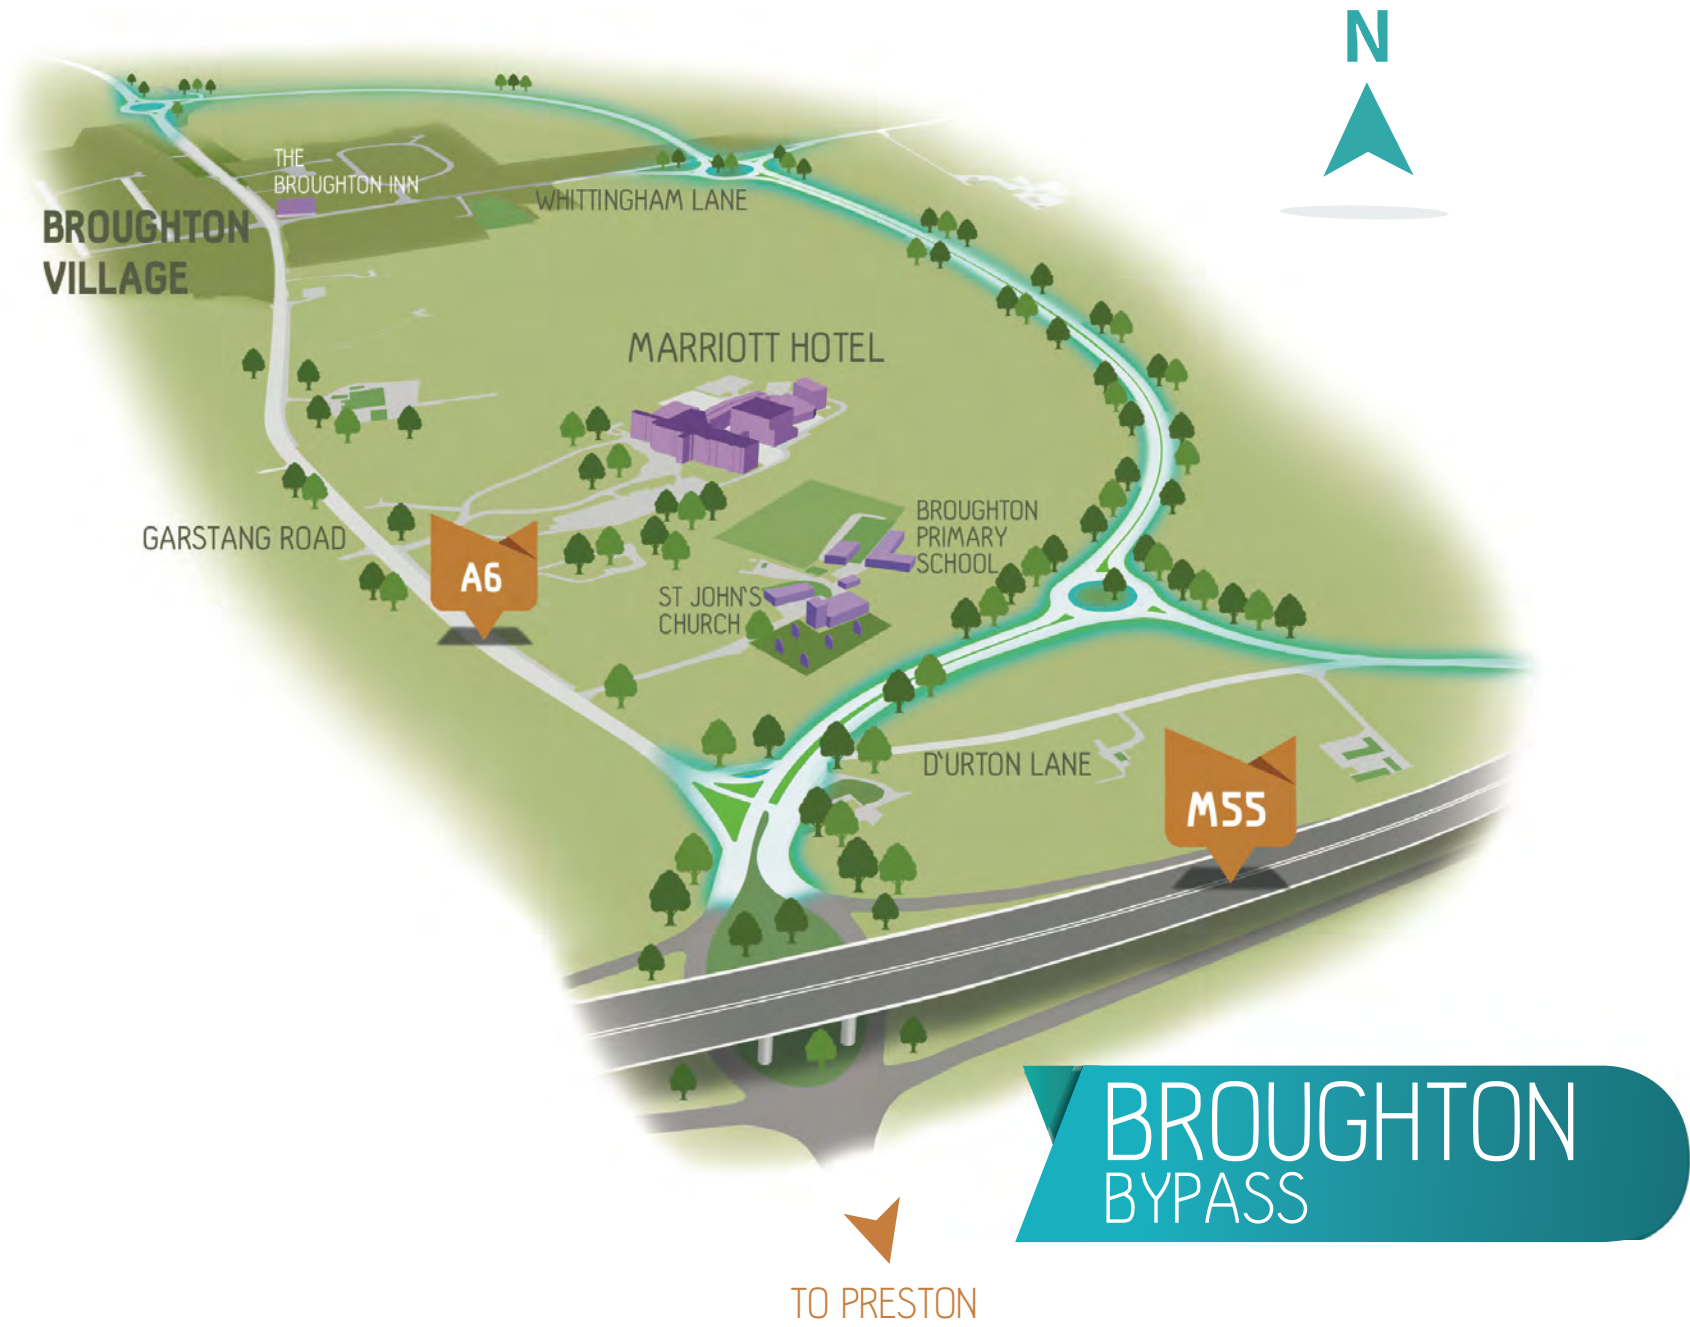 N
THE
BROUGHTON INN
WHITTINGHAM LANE
BROUGHTON
VILLAGE
MARRIOTT HOTEL
GARSTANG ROAD
A6
BROUGHTON
PRIMARY
SCHOOL
ST JOHN'S
CHURCH
D'URTON LANE
M55
BROUGHTON
BYPASS
TO PRESTON